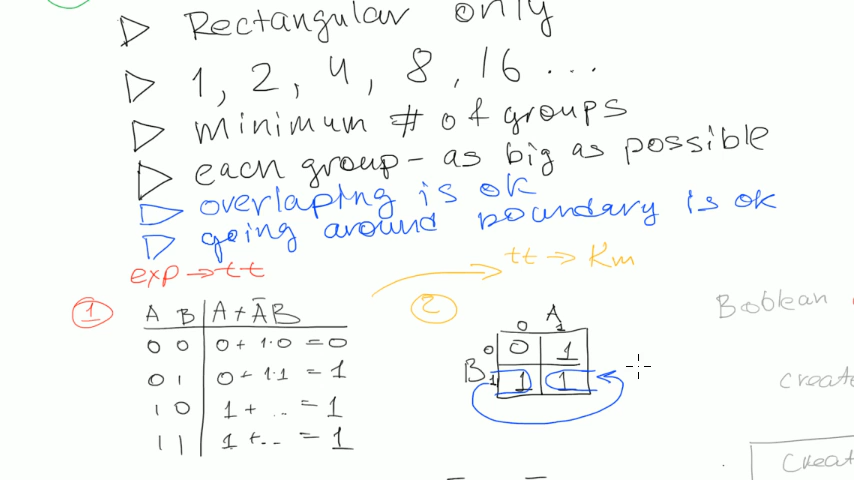 Rectangular only
1, 2, 4, 8, 16 ...
minimum # of groups
each group - as big as possible
overlaping is ok
going around boundary is ok
exp → tt
tt → Km
1
2
A B | A + A̅B
0 0 | 0 + 1·0 = 0
0 1 | 0 + 1·1 = 1
1 0 | 1 + .. = 1
1 1 | 1 + .. = 1
A
0 1
0 0 1
B 1 1 1
Boolean
create
Create